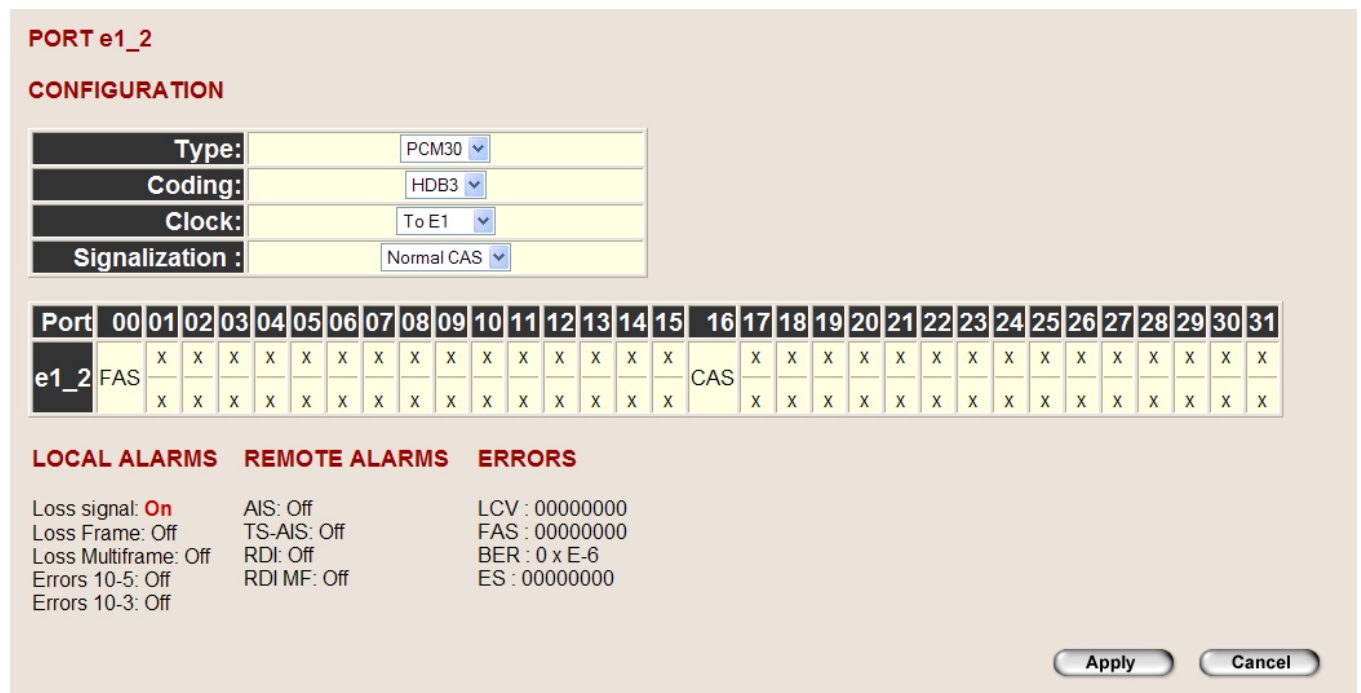 PORT e1_2
CONFIGURATION
Type: PCM30
Coding: HDB3
Clock: To E1
Signalization : Normal CAS
Port 00 01 02 03 04 05 06 07 08 09 10 11 12 13 14 15 16 17 18 19 20 21 22 23 24 25 26 27 28 29 30 31
e1_2 FAS x x x x x x x x x x x x x x x CAS x x x x x x x x x x x x x x x
x x x x x x x x x x x x x x x x x x x x x x x x x x x x x x
LOCAL ALARMS REMOTE ALARMS ERRORS
Loss signal: On AIS: Off LCV : 00000000
Loss Frame: Off TS-AIS: Off FAS : 00000000
Loss Multiframe: Off RDI: Off BER : 0 x E-6
Errors 10-5: Off RDI MF: Off ES : 00000000
Errors 10-3: Off
Apply Cancel